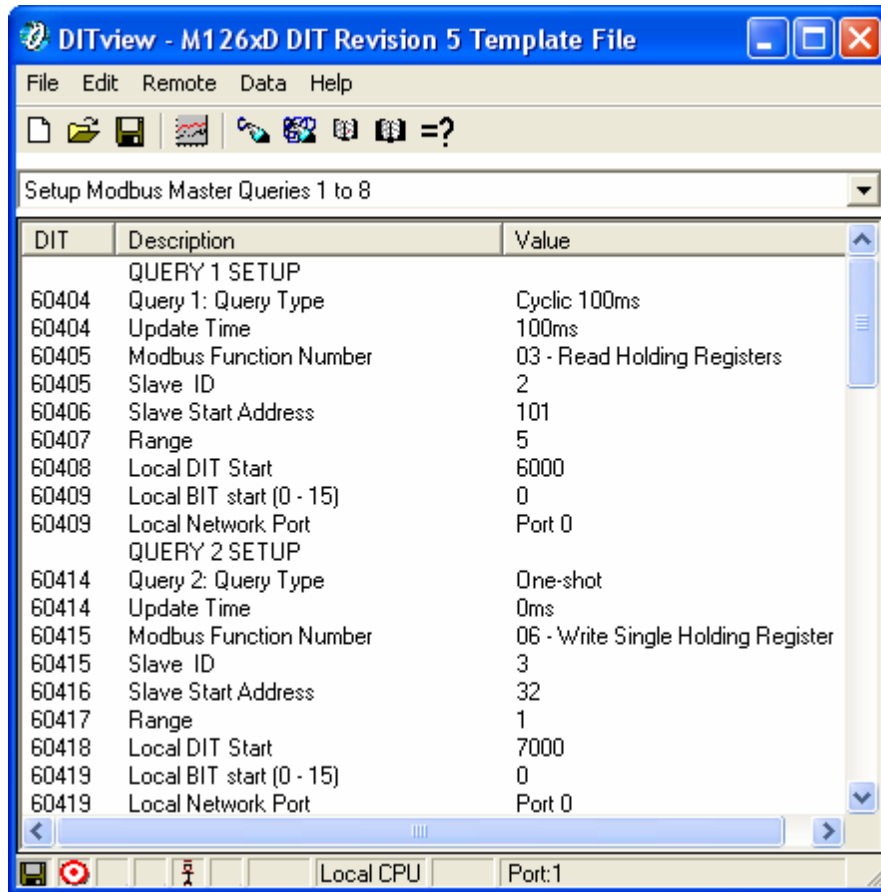 DITview - M126xD DIT Revision 5 Template File
File Edit Remote Data Help
=?
Setup Modbus Master Queries 1 to 8
DIT Description Value
QUERY 1 SETUP
60404 Query 1: Query Type Cyclic 100ms
60404 Update Time 100ms
60405 Modbus Function Number 03 - Read Holding Registers
60405 Slave ID 2
60406 Slave Start Address 101
60407 Range 5
60408 Local DIT Start 6000
60409 Local BIT start (0 - 15) 0
60409 Local Network Port Port 0
QUERY 2 SETUP
60414 Query 2: Query Type One-shot
60414 Update Time 0ms
60415 Modbus Function Number 06 - Write Single Holding Register
60415 Slave ID 3
60416 Slave Start Address 32
60417 Range 1
60418 Local DIT Start 7000
60419 Local BIT start (0 - 15) 0
60419 Local Network Port Port 0
Local CPU Port:1